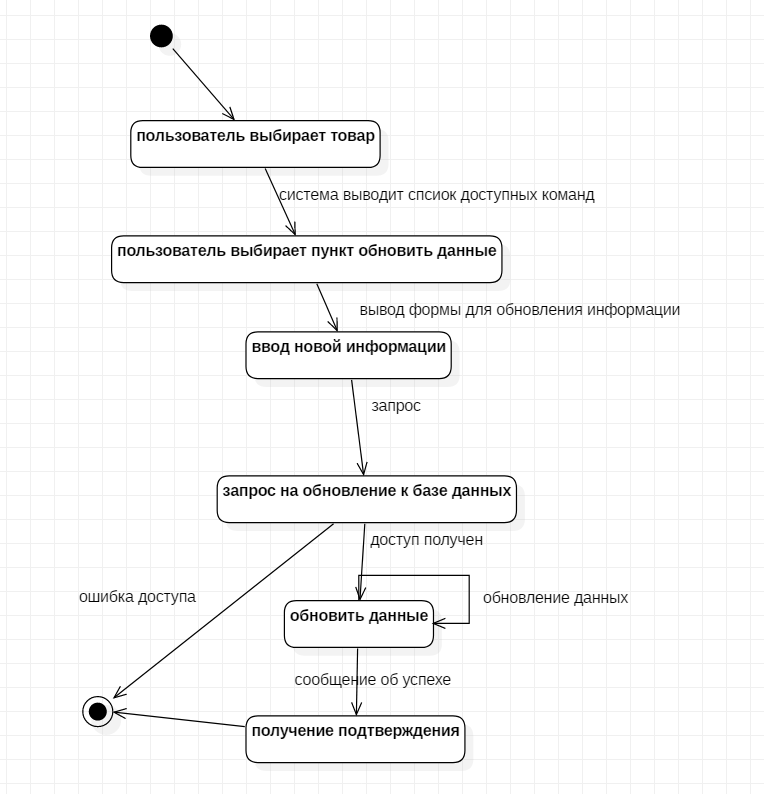 пользователь выбирает товар
система выводит спсиок доступных команд
пользователь выбирает пункт обновить данные
вывод формы для обновления информации
ввод новой информации
запрос
запрос на обновление к базе данных
доступ получен
ошибка доступа
обновление данных
обновить данные
сообщение об успехе
получение подтверждения